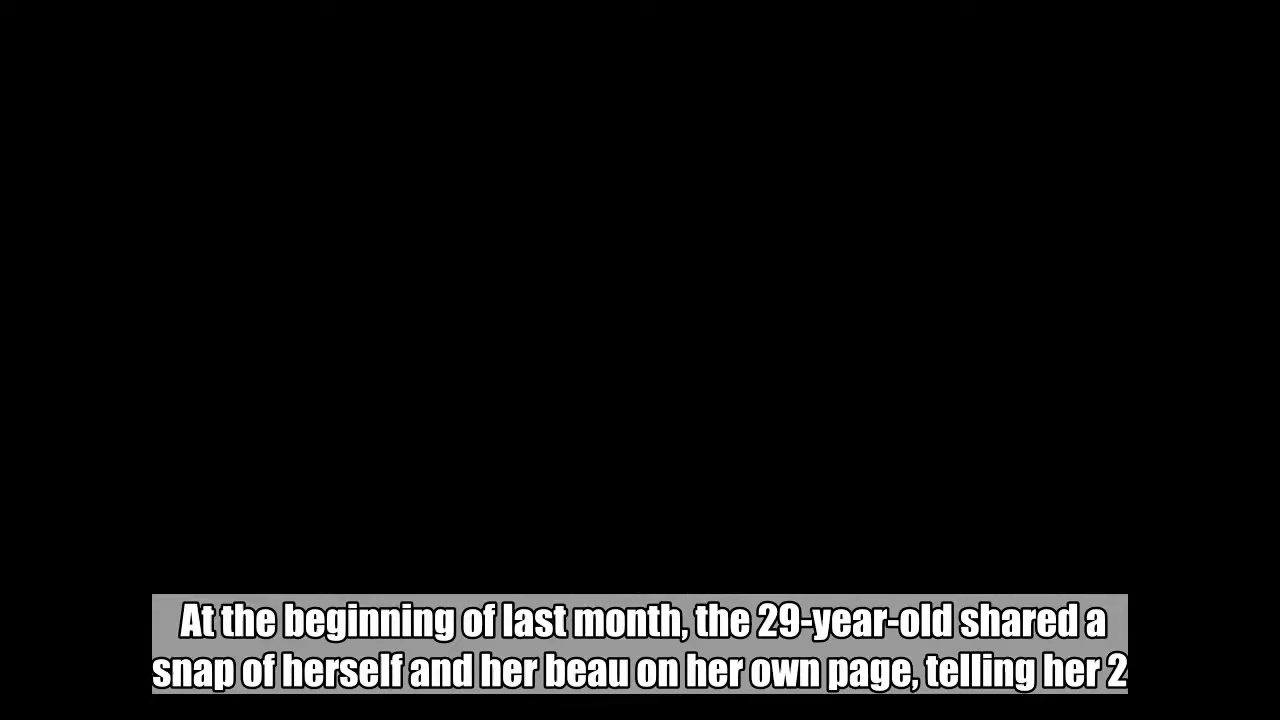 At the beginning of last month, the 29-year-old shared a
snap of herself and her beau on her own page, telling her 2